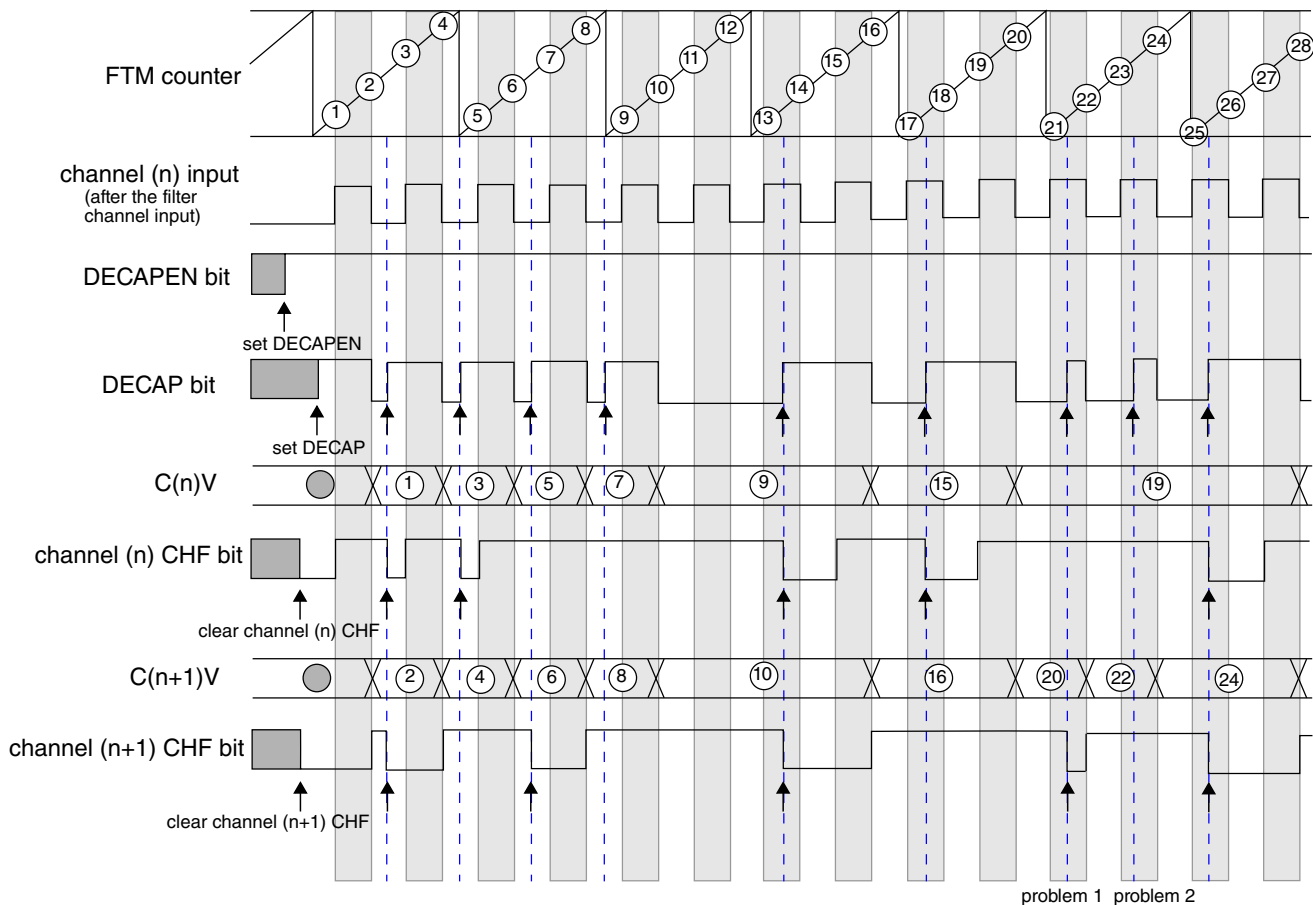 4 8 12 16 20 24 28
3 7 11 15 19 23 27
2 6 10 14 18 22 26
1 5 9 13 17 21 25
FTM counter
channel (n) input
(after the filter
channel input)
DECAPEN bit
set DECAPEN
DECAP bit
set DECAP
C(n)V
1 3 5 7 9 15 19
channel (n) CHF bit
clear channel (n) CHF
C(n+1)V
2 4 6 8 10 16 20 22 24
channel (n+1) CHF bit
clear channel (n+1) CHF
problem 1 problem 2